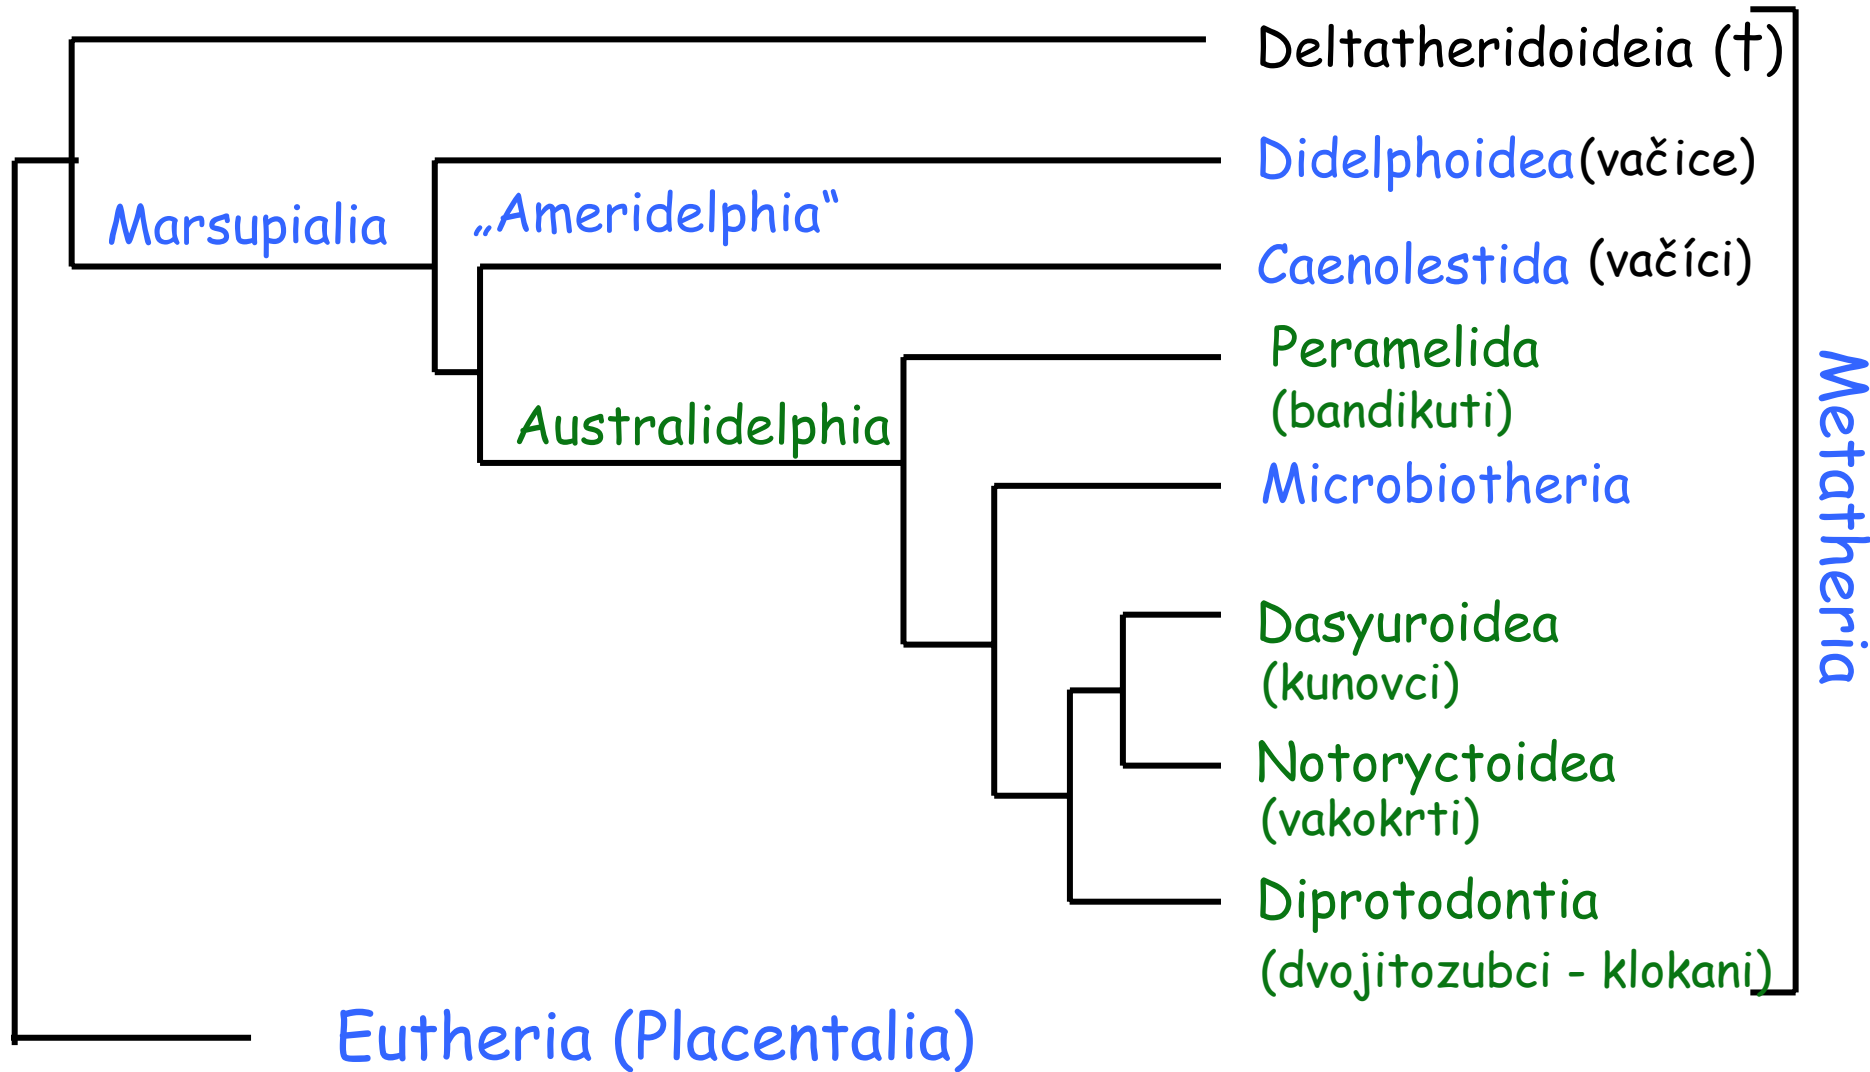 Deltatheridoideia (†)
Didelphoidea (vačice)
Marsupialia
„Ameridelphia“
Caenolestida (vačíci)
Peramelida
(bandikuti)
Australidelphia
Microbiotheria
Metatheria
Dasyuroidea
(kunovci)
Notoryctoidea
(vakokrti)
Diprotodontia
(dvojitozubci - klokani)
Eutheria (Placentalia)